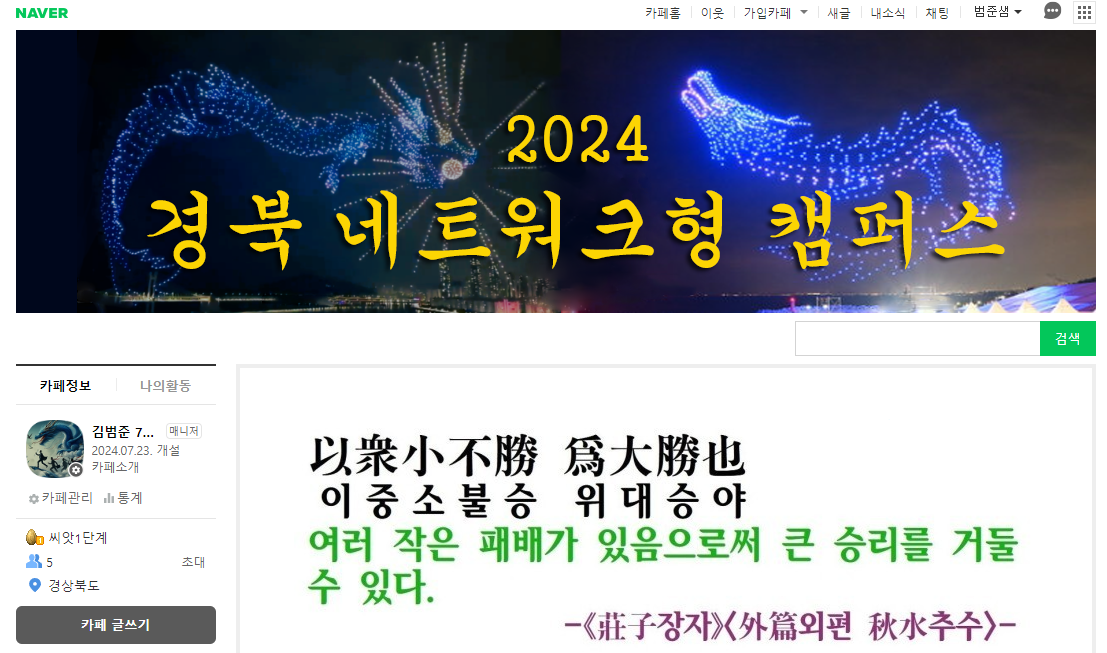 NAVER
카페홈 이웃 가입카페 새글 내소식 채팅 범준샘
2024
경북 네트워크형 캠퍼스
검색
카페정보 나의활동
김범준 7... 매니저
2024.07.23. 개설
카페소개
카페관리 통계
씨앗1단계
5 초대
경상북도
카페 글쓰기
以衆小不勝 爲大勝也
이중소불승 위대승야
여러 작은 패배가 있음으로써 큰 승리를 거둘
수 있다.
-《莊子장자》〈外篇외편 秋水추수〉-